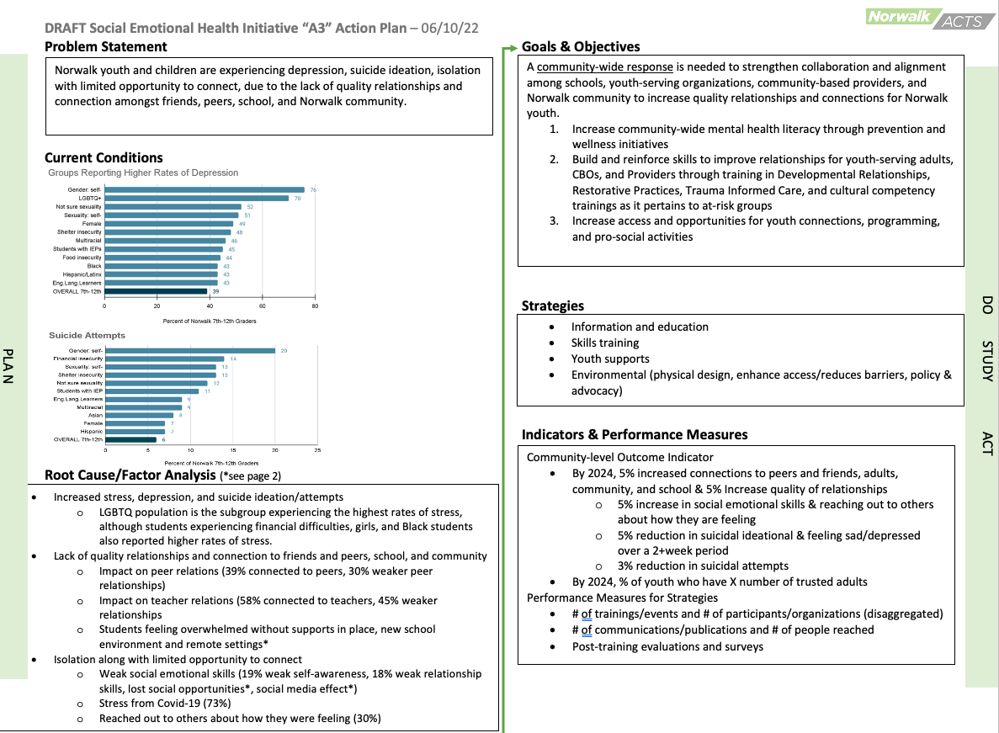 DRAFT Social Emotional Health Initiative “A3” Action Plan – 06/10/22
Norwalk ACTS
Problem Statement
Norwalk youth and children are experiencing depression, suicide ideation, isolation
with limited opportunity to connect, due to the lack of quality relationships and
connection amongst friends, peers, school, and Norwalk community.
Current Conditions
Groups Reporting Higher Rates of Depression
Gender: self- 76
LGBTQ+ 70
Not sure sexuality 52
Sexuality: self- 51
Female 49
Shelter insecurity 48
Multiracial 46
Students with IEPs 45
Food insecurity 44
Black 43
Hispanic/Latinx 43
Eng.Lang.Learners 43
OVERALL 7th-12th 39
0 20 40 60 80
Percent of Norwalk 7th-12th Graders
Suicide Attempts
Gender: self- 20
Financial insecurity 14
Sexuality: self- 13
Shelter insecurity 13
Not sure sexuality 12
Students with IEP 11
Eng.Lang.Learners 9
Multiracial 9
Asian 8
Female 7
Hispanic 7
OVERALL 7th-12th 6
0 5 10 15 20 25
Percent of Norwalk 7th-12th Graders
Root Cause/Factor Analysis (*see page 2)
• Increased stress, depression, and suicide ideation/attempts
o LGBTQ population is the subgroup experiencing the highest rates of stress,
although students experiencing financial difficulties, girls, and Black students
also reported higher rates of stress.
• Lack of quality relationships and connection to friends and peers, school, and community
o Impact on peer relations (39% connected to peers, 30% weaker peer
relationships)
o Impact on teacher relations (58% connected to teachers, 45% weaker
relationships
o Students feeling overwhelmed without supports in place, new school
environment and remote settings*
• Isolation along with limited opportunity to connect
o Weak social emotional skills (19% weak self-awareness, 18% weak relationship
skills, lost social opportunities*, social media effect*)
o Stress from Covid-19 (73%)
o Reached out to others about how they were feeling (30%)
PLAN
Goals & Objectives
A community-wide response is needed to strengthen collaboration and alignment
among schools, youth-serving organizations, community-based providers, and
Norwalk community to increase quality relationships and connections for Norwalk
youth.
1. Increase community-wide mental health literacy through prevention and
wellness initiatives
2. Build and reinforce skills to improve relationships for youth-serving adults,
CBOs, and Providers through training in Developmental Relationships,
Restorative Practices, Trauma Informed Care, and cultural competency
trainings as it pertains to at-risk groups
3. Increase access and opportunities for youth connections, programming,
and pro-social activities
Strategies
• Information and education
• Skills training
• Youth supports
• Environmental (physical design, enhance access/reduces barriers, policy &
advocacy)
Indicators & Performance Measures
Community-level Outcome Indicator
• By 2024, 5% increased connections to peers and friends, adults,
community, and school & 5% Increase quality of relationships
o 5% increase in social emotional skills & reaching out to others
about how they are feeling
o 5% reduction in suicidal ideational & feeling sad/depressed
over a 2+week period
o 3% reduction in suicidal attempts
• By 2024, % of youth who have X number of trusted adults
Performance Measures for Strategies
• # of trainings/events and # of participants/organizations (disaggregated)
• # of communications/publications and # of people reached
• Post-training evaluations and surveys
DO STUDY ACT